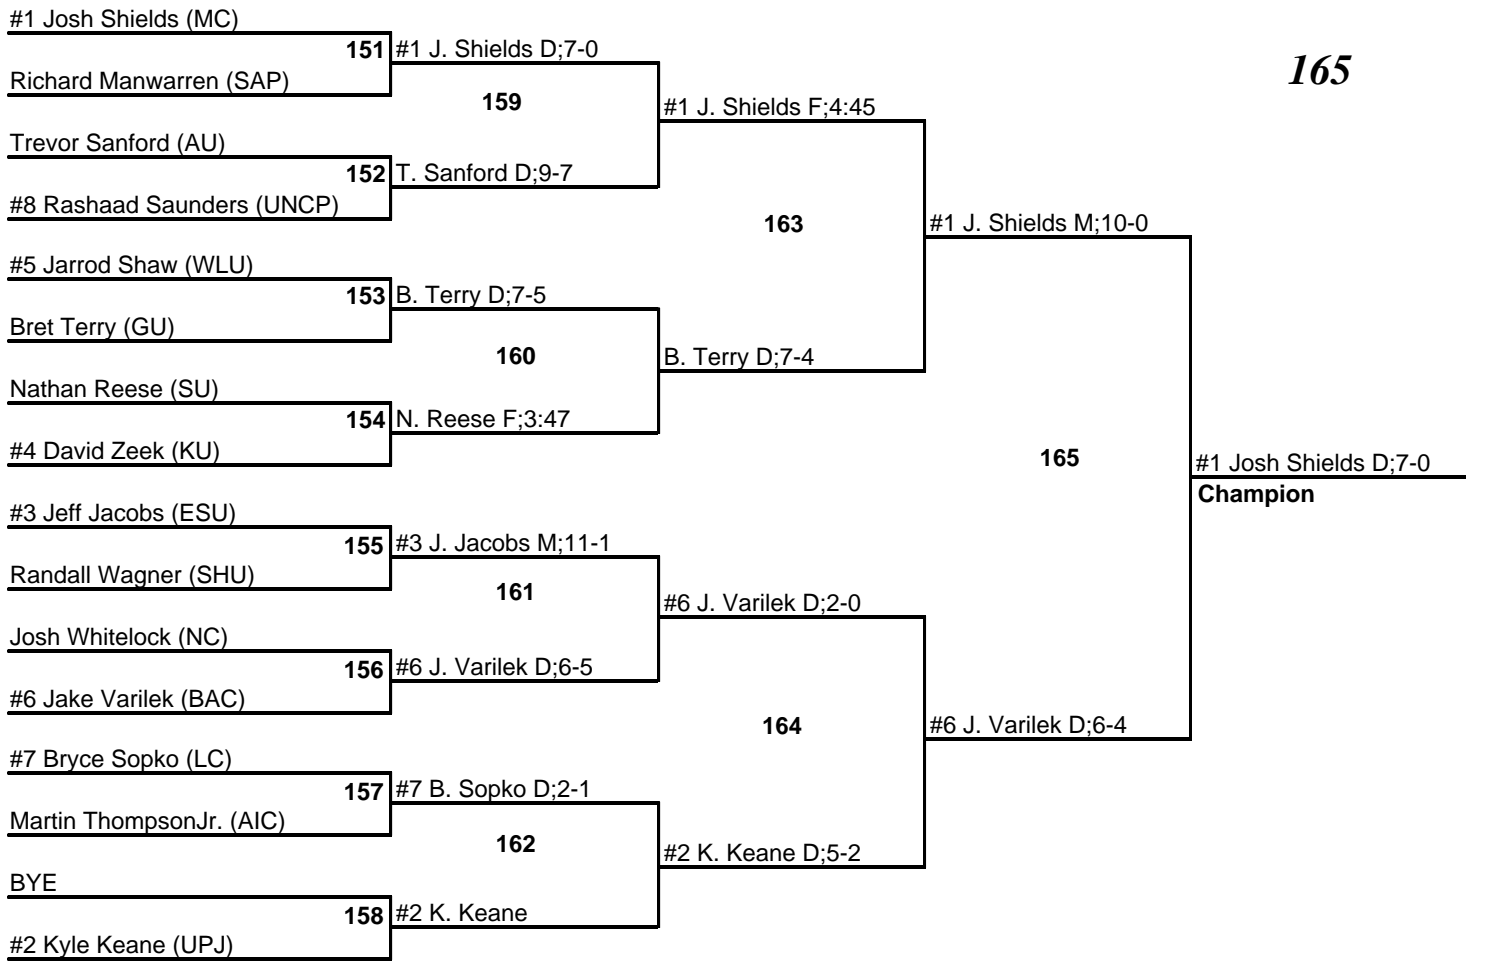 #1 Josh Shields (MC)
151 #1 J. Shields D;7-0
165
Richard Manwarren (SAP)
159
#1 J. Shields F;4:45
Trevor Sanford (AU)
152 T. Sanford D;9-7
#8 Rashaad Saunders (UNCP)
163
#1 J. Shields M;10-0
#5 Jarrod Shaw (WLU)
153 B. Terry D;7-5
Bret Terry (GU)
160
B. Terry D;7-4
Nathan Reese (SU)
154 N. Reese F;3:47
#4 David Zeek (KU)
165
#1 Josh Shields D;7-0
Champion
#3 Jeff Jacobs (ESU)
155 #3 J. Jacobs M;11-1
Randall Wagner (SHU)
161
#6 J. Varilek D;2-0
Josh Whitelock (NC)
156 #6 J. Varilek D;6-5
#6 Jake Varilek (BAC)
164
#6 J. Varilek D;6-4
#7 Bryce Sopko (LC)
157 #7 B. Sopko D;2-1
Martin ThompsonJr. (AIC)
162
#2 K. Keane D;5-2
BYE
158 #2 K. Keane
#2 Kyle Keane (UPJ)